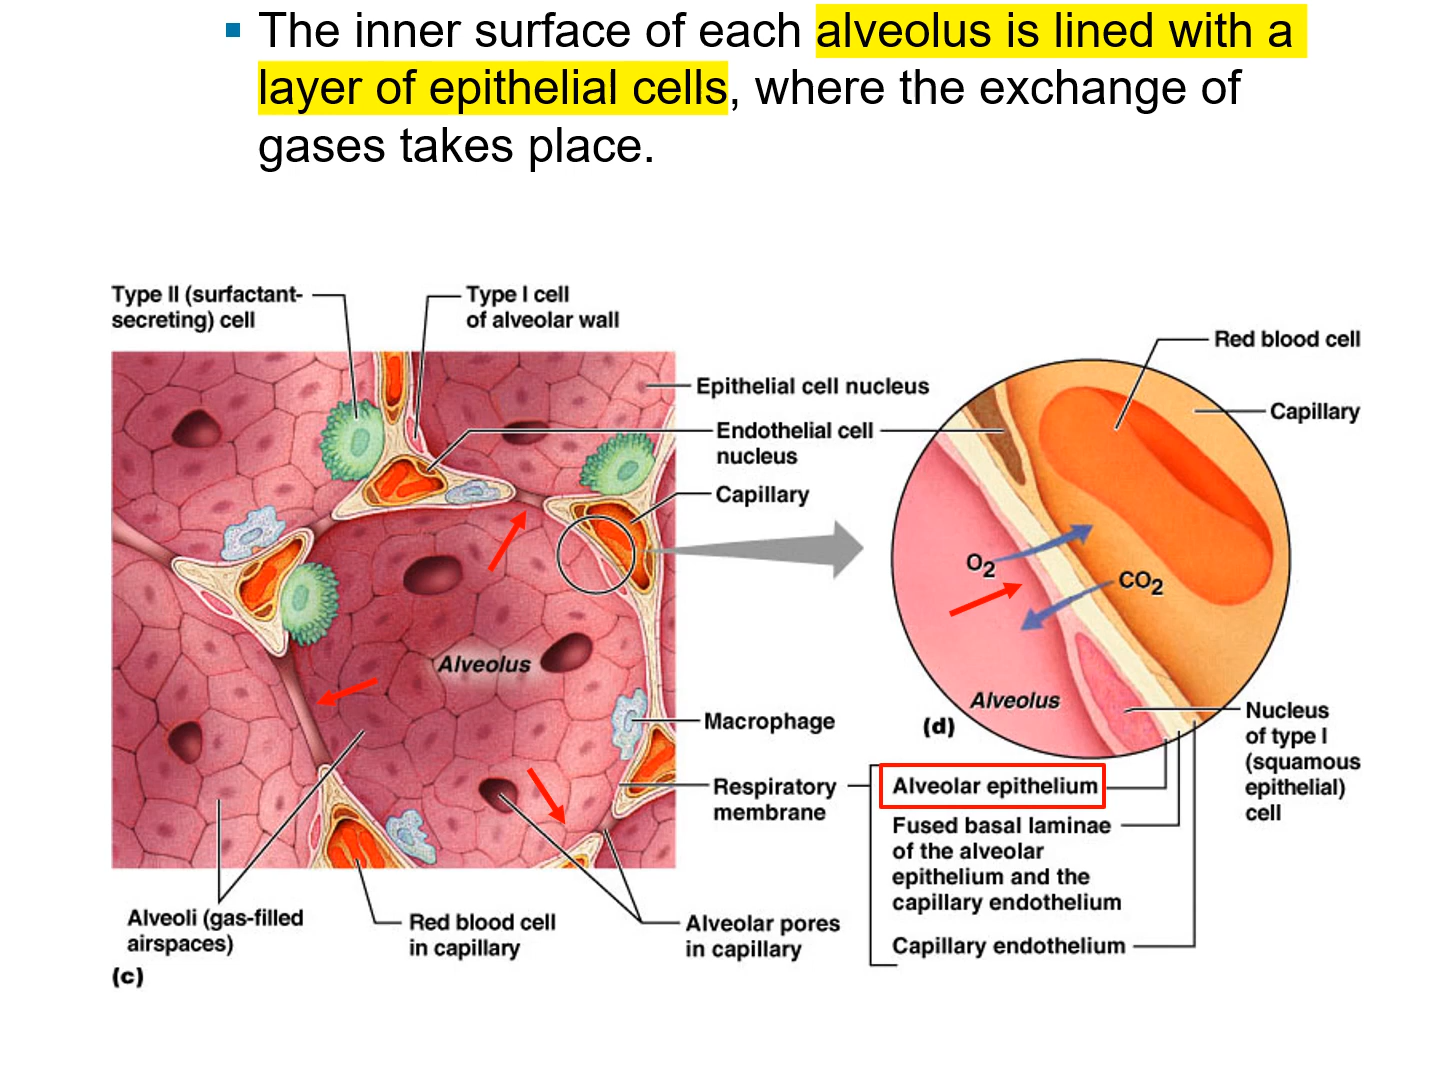 The inner surface of each alveolus is lined with a
layer of epithelial cells, where the exchange of
gases takes place.
Type II (surfactant-
secreting) cell
Type I cell
of alveolar wall
Epithelial cell nucleus
Endothelial cell
nucleus
Capillary
Alveolus
Macrophage
Respiratory
membrane
Alveoli (gas-filled
airspaces)
Red blood cell
in capillary
Alveolar pores
in capillary
(c)
Red blood cell
Capillary
O2
CO2
Alveolus
(d)
Nucleus
of type I
(squamous
epithelial)
cell
Alveolar epithelium
Fused basal laminae
of the alveolar
epithelium and the
capillary endothelium
Capillary endothelium